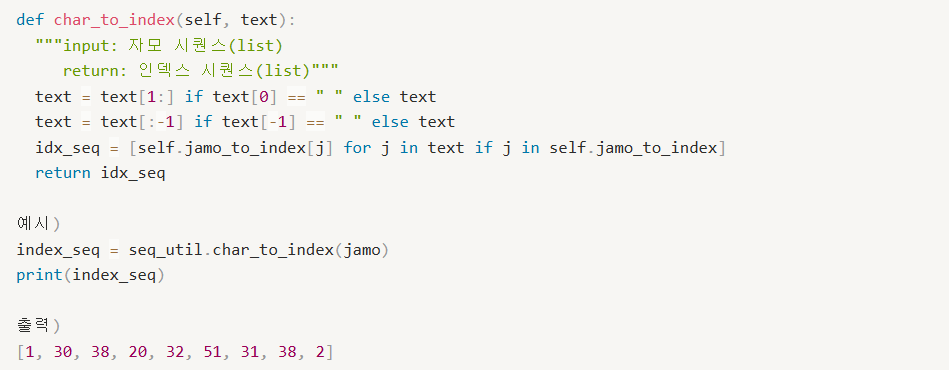 def char_to_index(self, text):
"""input: 자모 시퀀스(list)
return: 인덱스 시퀀스(list)"""
text = text[1:] if text[0] == " " else text
text = text[:-1] if text[-1] == " " else text
idx_seq = [self.jamo_to_index[j] for j in text if j in self.jamo_to_index]
return idx_seq
예시)
index_seq = seq_util.char_to_index(jamo)
print(index_seq)
출력)
[1, 30, 38, 20, 32, 51, 31, 38, 2]